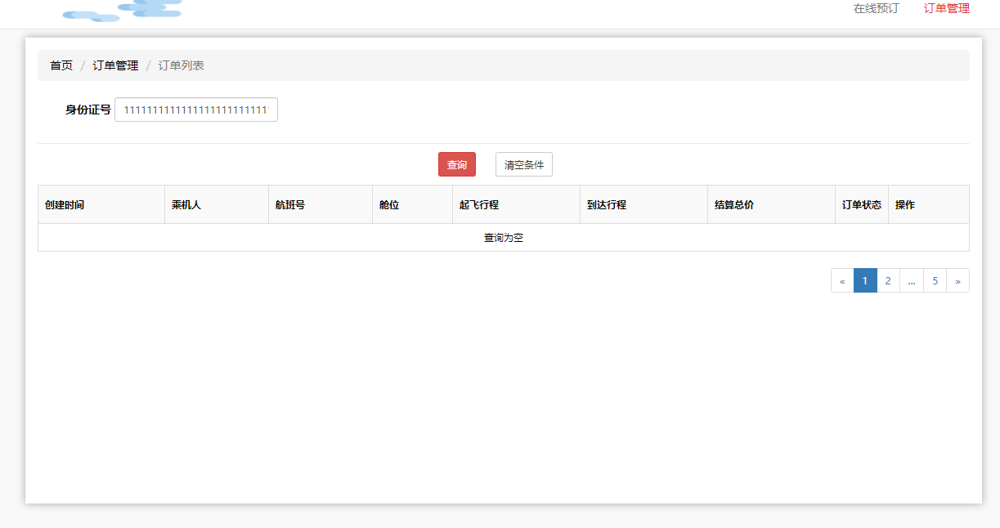 在线预订 订单管理
首页 / 订单管理 / 订单列表
身份证号 1111111111111111111111111
查询 清空条件
创建时间 乘机人 航班号 舱位 起飞行程 到达行程 结算总价 订单状态 操作
查询为空
« 1 2 ... 5 »